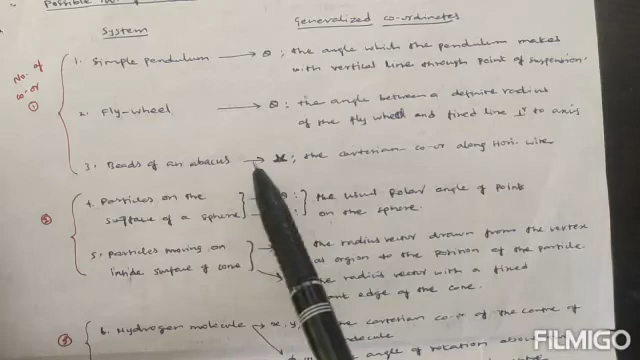 Possible
System Generalized co-ordinates
No. of
co-or
①
1. Simple pendulum → θ : the angle which the pendulum makes
with vertical line through point of suspension.
2. Fly-wheel → θ : the angle between a definite radius
of the fly wheel and fixed line ⊥r to axis
3. Beads of an abacus → x ; the cartesian co-or along Hori. wire
②
4. Particles on the θ : the usual Polar angle of point
surface of a sphere on the sphere.
5. Particles moving on the radius vector drawn from the vertex
inside surface of cone as origin to the Position of the particle.
the radius vector with a fixed
edge of the cone.
③
6. Hydrogen molecule → x, y, the cartesian co-or of the centre of
molecule
angle of rotation about
FILMIGO